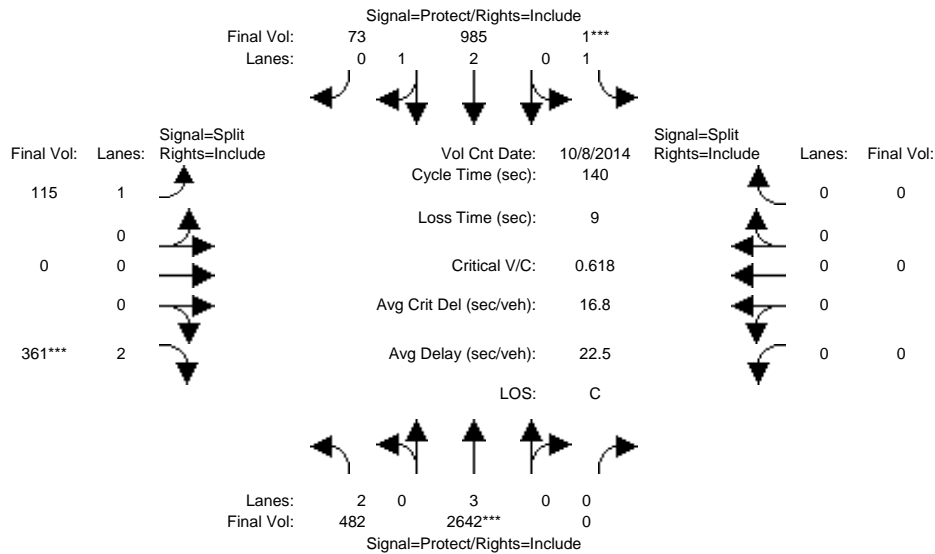 Signal=Protect/Rights=Include
Final Vol: 73 985 1***
Lanes: 0 1 2 0 1
Signal=Split
Final Vol: Lanes: Rights=Include
Vol Cnt Date: 10/8/2014
Signal=Split
Rights=Include Lanes: Final Vol:
Cycle Time (sec): 140
115 1
0 0
Loss Time (sec): 9
0
0
0 0
Critical V/C: 0.618
0 0
0
Avg Crit Del (sec/veh): 16.8
0
361*** 2
Avg Delay (sec/veh): 22.5
0 0
LOS: C
Lanes: 2 0 3 0 0
Final Vol: 482 2642*** 0
Signal=Protect/Rights=Include